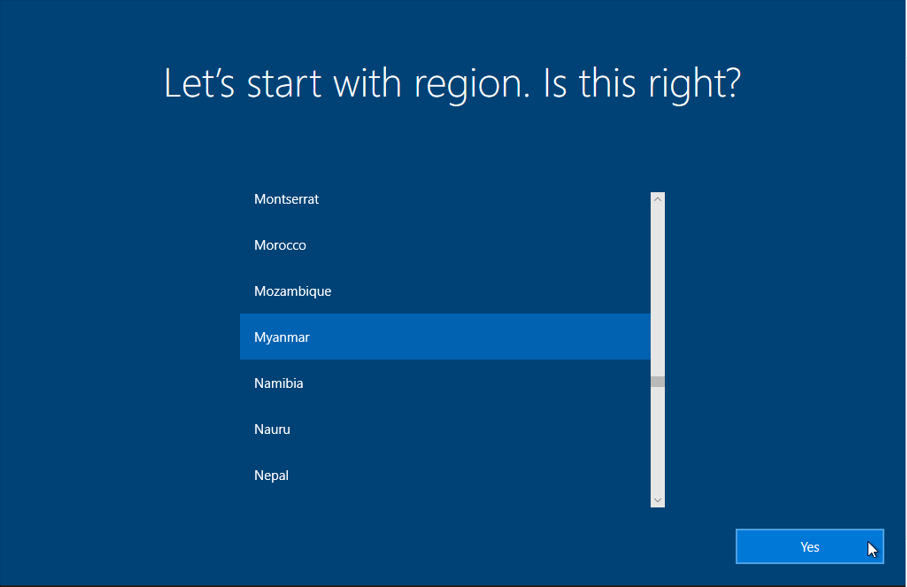 Let’s start with region. Is this right?
Montserrat
Morocco
Mozambique
Myanmar
Namibia
Nauru
Nepal
Yes